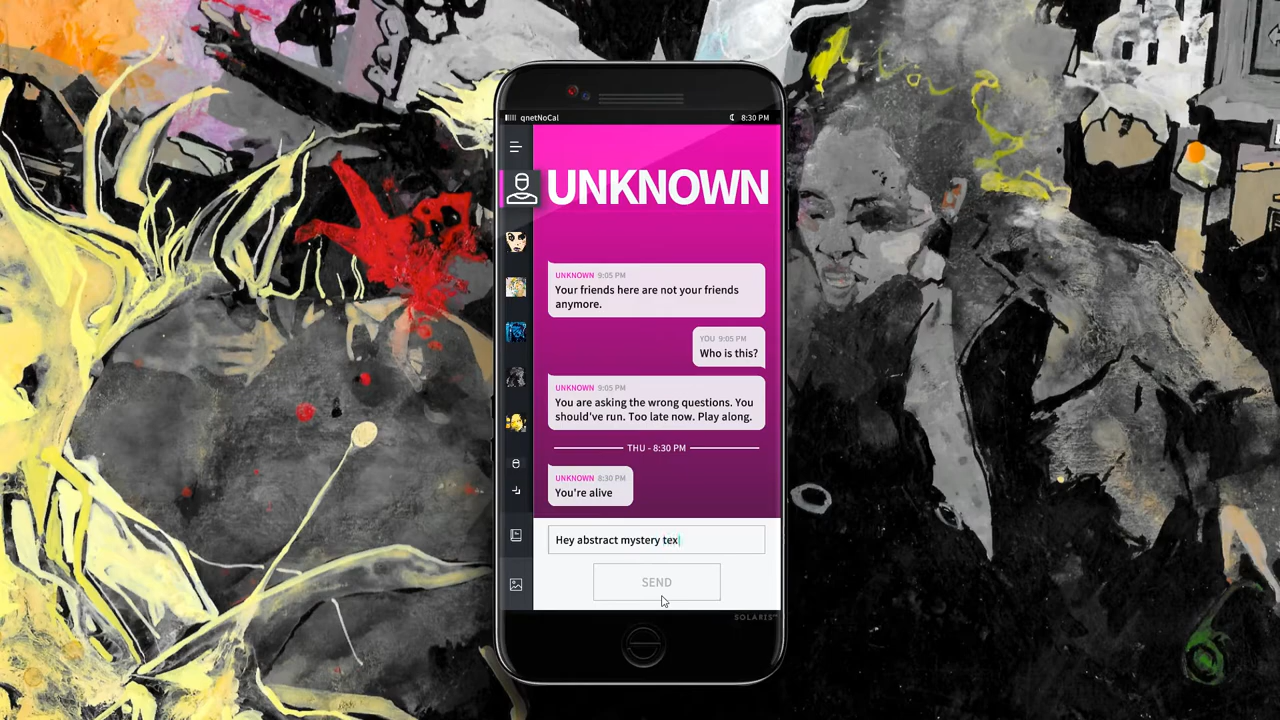 qnetNoCal 8:30 PM
UNKNOWN
UNKNOWN 9:05 PM
Your friends here are not your friends
anymore.
YOU 9:05 PM
Who is this?
UNKNOWN 9:05 PM
You are asking the wrong questions. You
should've run. Too late now. Play along.
THU - 8:30 PM
UNKNOWN 8:30 PM
You're alive
Hey abstract mystery tex
SEND
SOLARIS